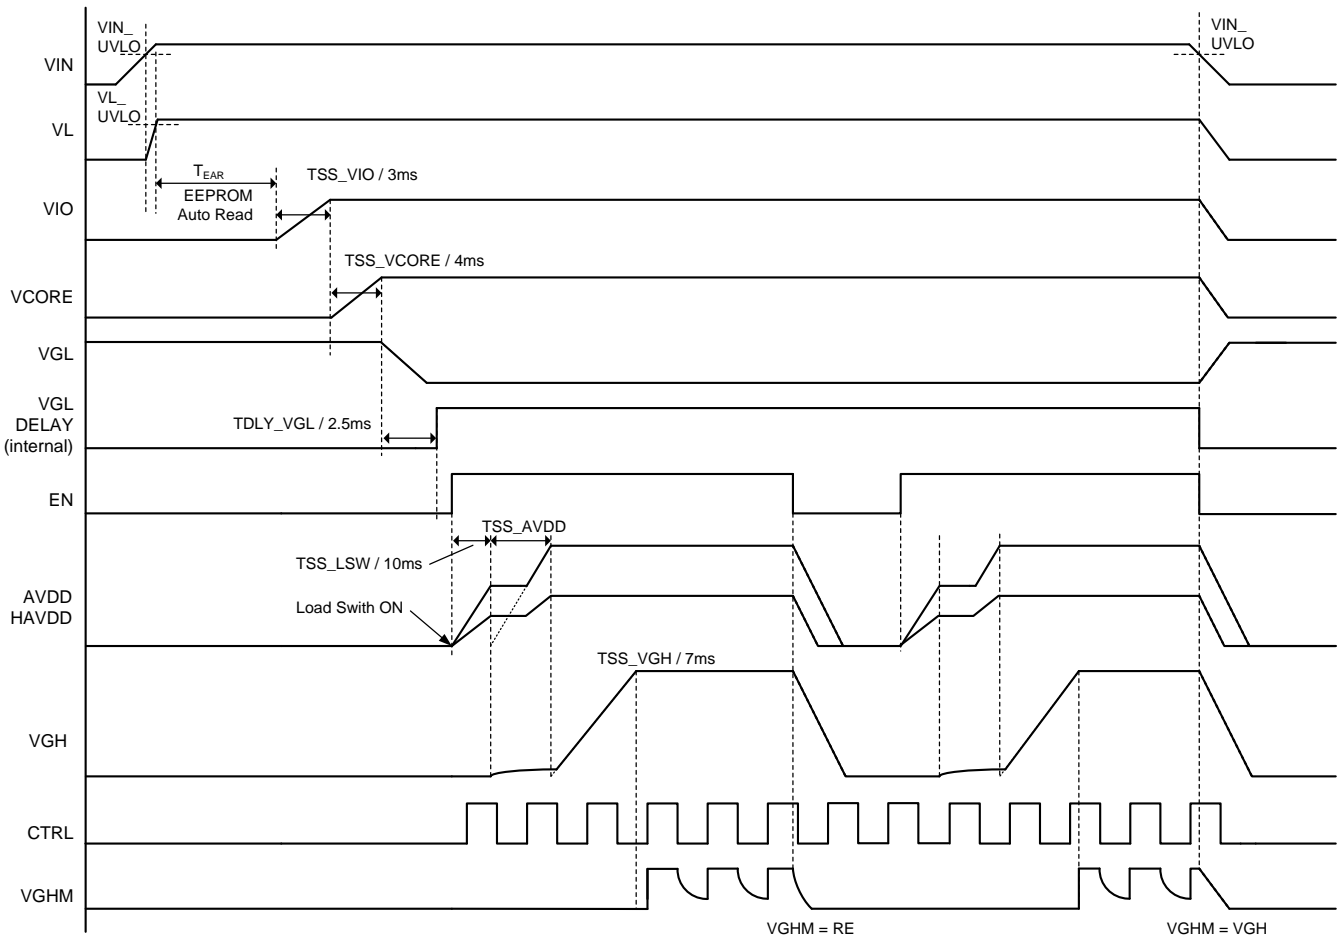 VIN_
UVLO
VIN_
UVLO
VIN
VL_
UVLO
VL
TEAR
EEPROM
Auto Read
TSS_VIO / 3ms
VIO
TSS_VCORE / 4ms
VCORE
VGL
VGL
DELAY
(internal)
TDLY_VGL / 2.5ms
EN
TSS_AVDD
TSS_LSW / 10ms
AVDD
HAVDD
Load Swith ON
TSS_VGH / 7ms
VGH
CTRL
VGHM
VGHM = RE
VGHM = VGH